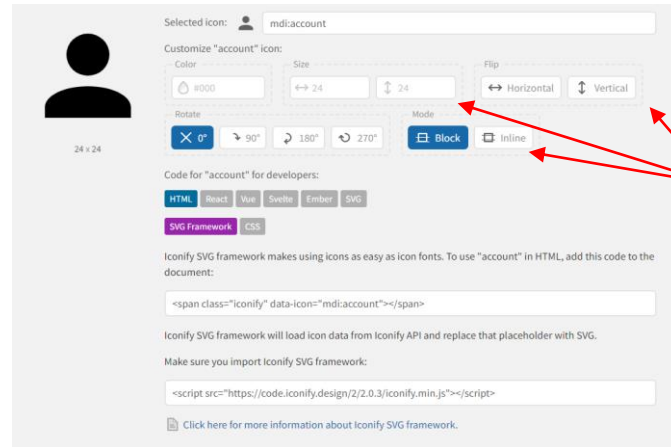 Selected icon: mdi:account
Customize "account" icon:
Color Size Flip
#000 24 24 Horizontal Vertical
Rotate Mode
0° 90° 180° 270° Block Inline
24 x 24
Code for "account" for developers:
HTML React Vue Svelte Ember SVG
SVG Framework CSS
Iconify SVG framework makes using icons as easy as icon fonts. To use "account" in HTML, add this code to the
document:
<span class="iconify" data-icon="mdi:account"></span>
Iconify SVG framework will load icon data from Iconify API and replace that placeholder with SVG.
Make sure you import Iconify SVG framework:
<script src="https://code.iconify.design/2/2.0.3/iconify.min.js"></script>
Click here for more information about Iconify SVG framework.